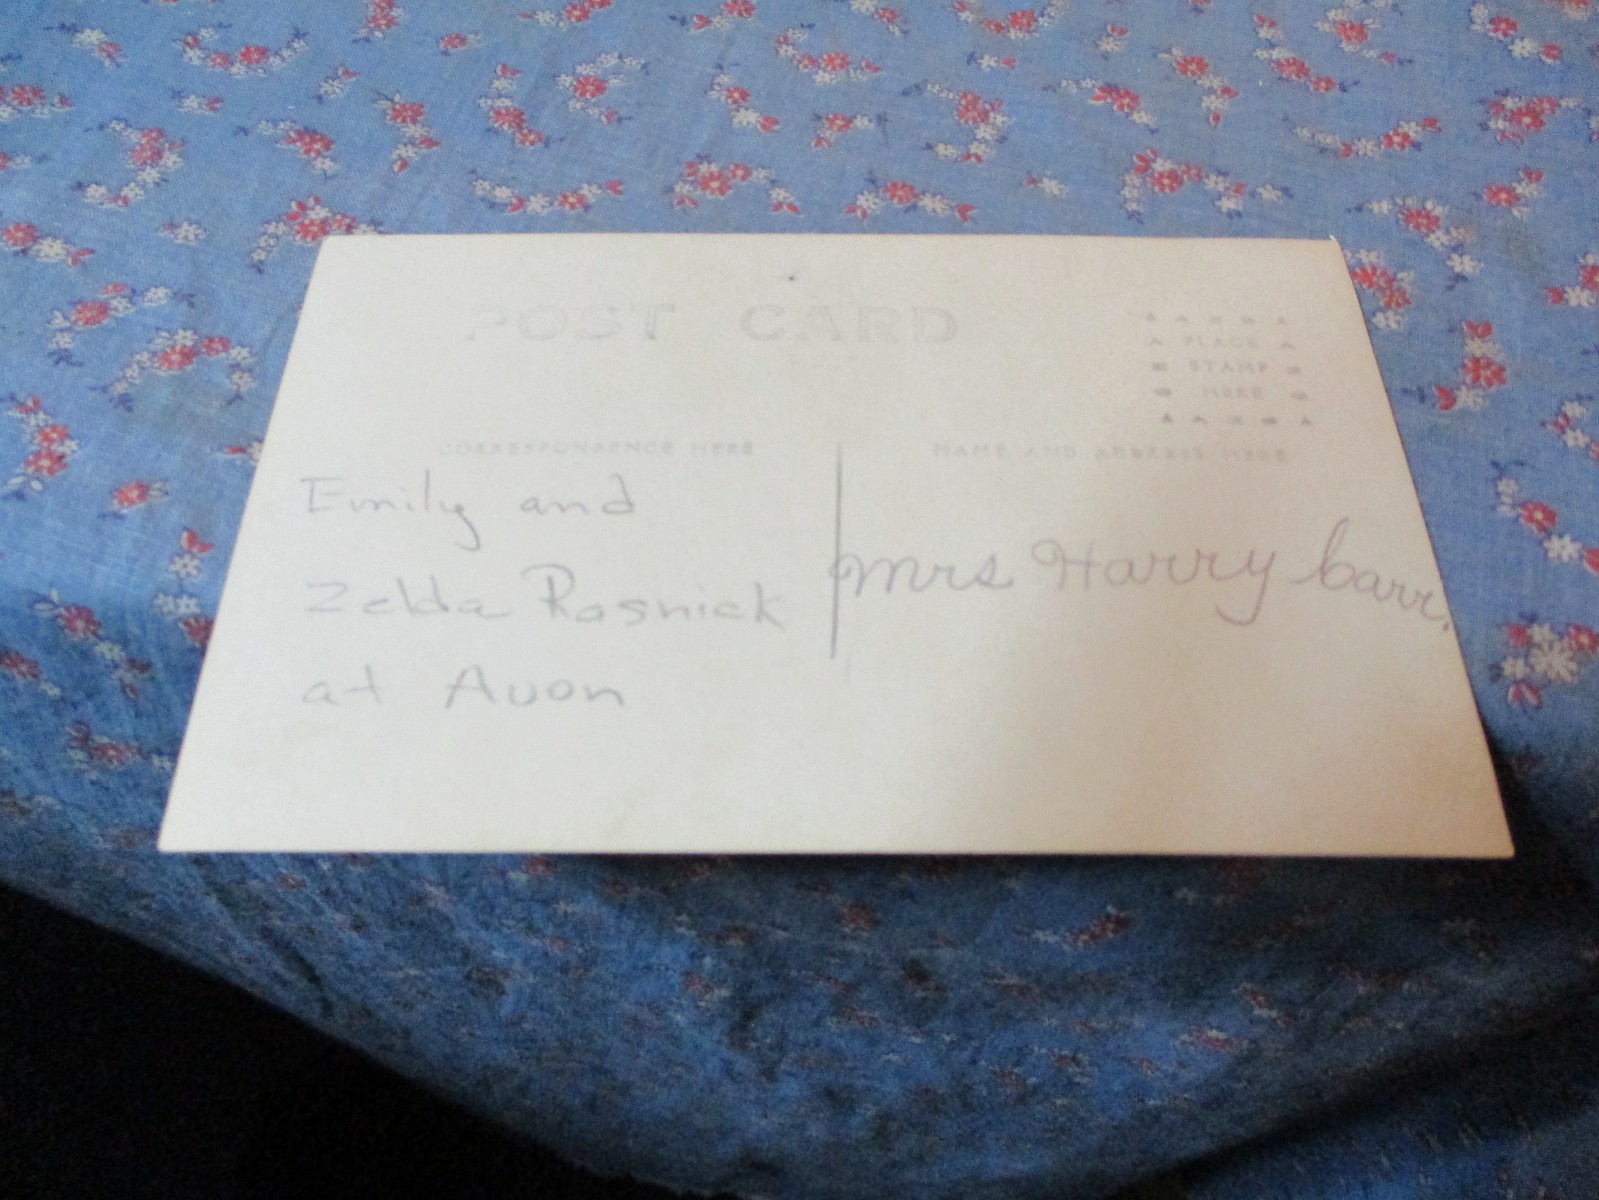 POST CARD
PLACE
STAMP
HERE
CORRESPONDENCE HERE
NAME AND ADDRESS HERE
Emily and
Zelda Rasnick
at Avon
Mrs Harry Carr.